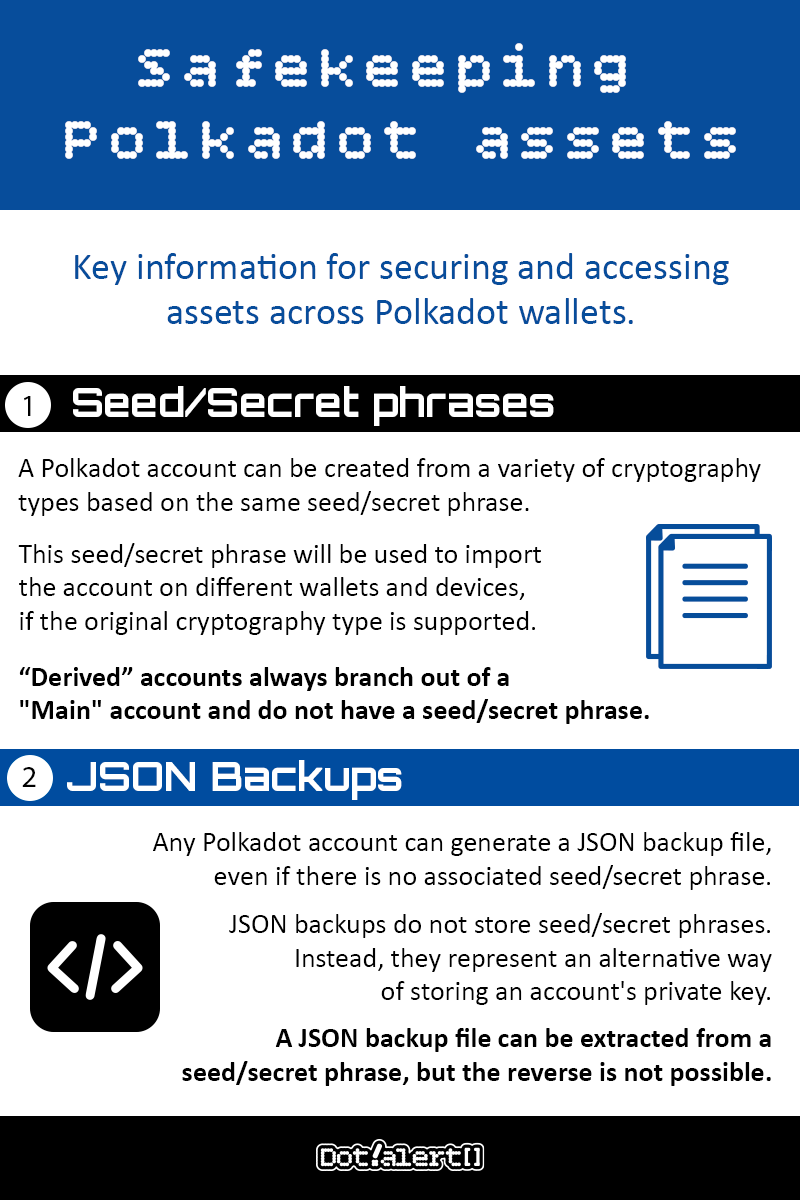 Safekeeping
Polkadot assets
Key information for securing and accessing
assets across Polkadot wallets.
1 Seed/Secret phrases
A Polkadot account can be created from a variety of cryptography
types based on the same seed/secret phrase.
This seed/secret phrase will be used to import
the account on different wallets and devices,
if the original cryptography type is supported.
“Derived” accounts always branch out of a
"Main" account and do not have a seed/secret phrase.
2 JSON Backups
Any Polkadot account can generate a JSON backup file,
even if there is no associated seed/secret phrase.
</>
JSON backups do not store seed/secret phrases.
Instead, they represent an alternative way
of storing an account's private key.
A JSON backup file can be extracted from a
seed/secret phrase, but the reverse is not possible.
Dot!alert[]